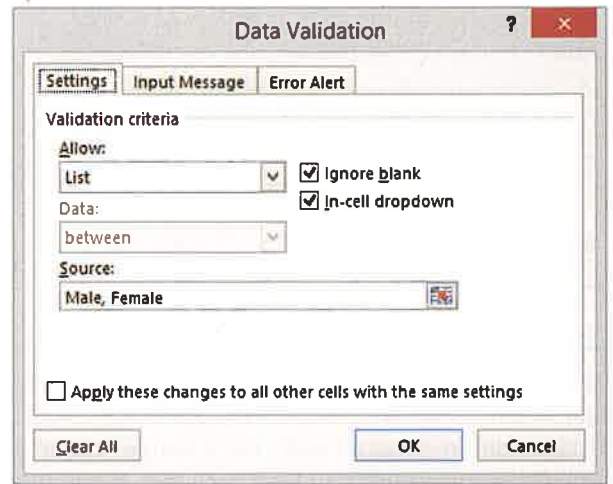 Data Validation ?
Settings Input Message Error Alert
Validation criteria
Allow:
List
Ignore blank
Data:
In-cell dropdown
between
Source:
Male, Female
Apply these changes to all other cells with the same settings
Clear All OK Cancel